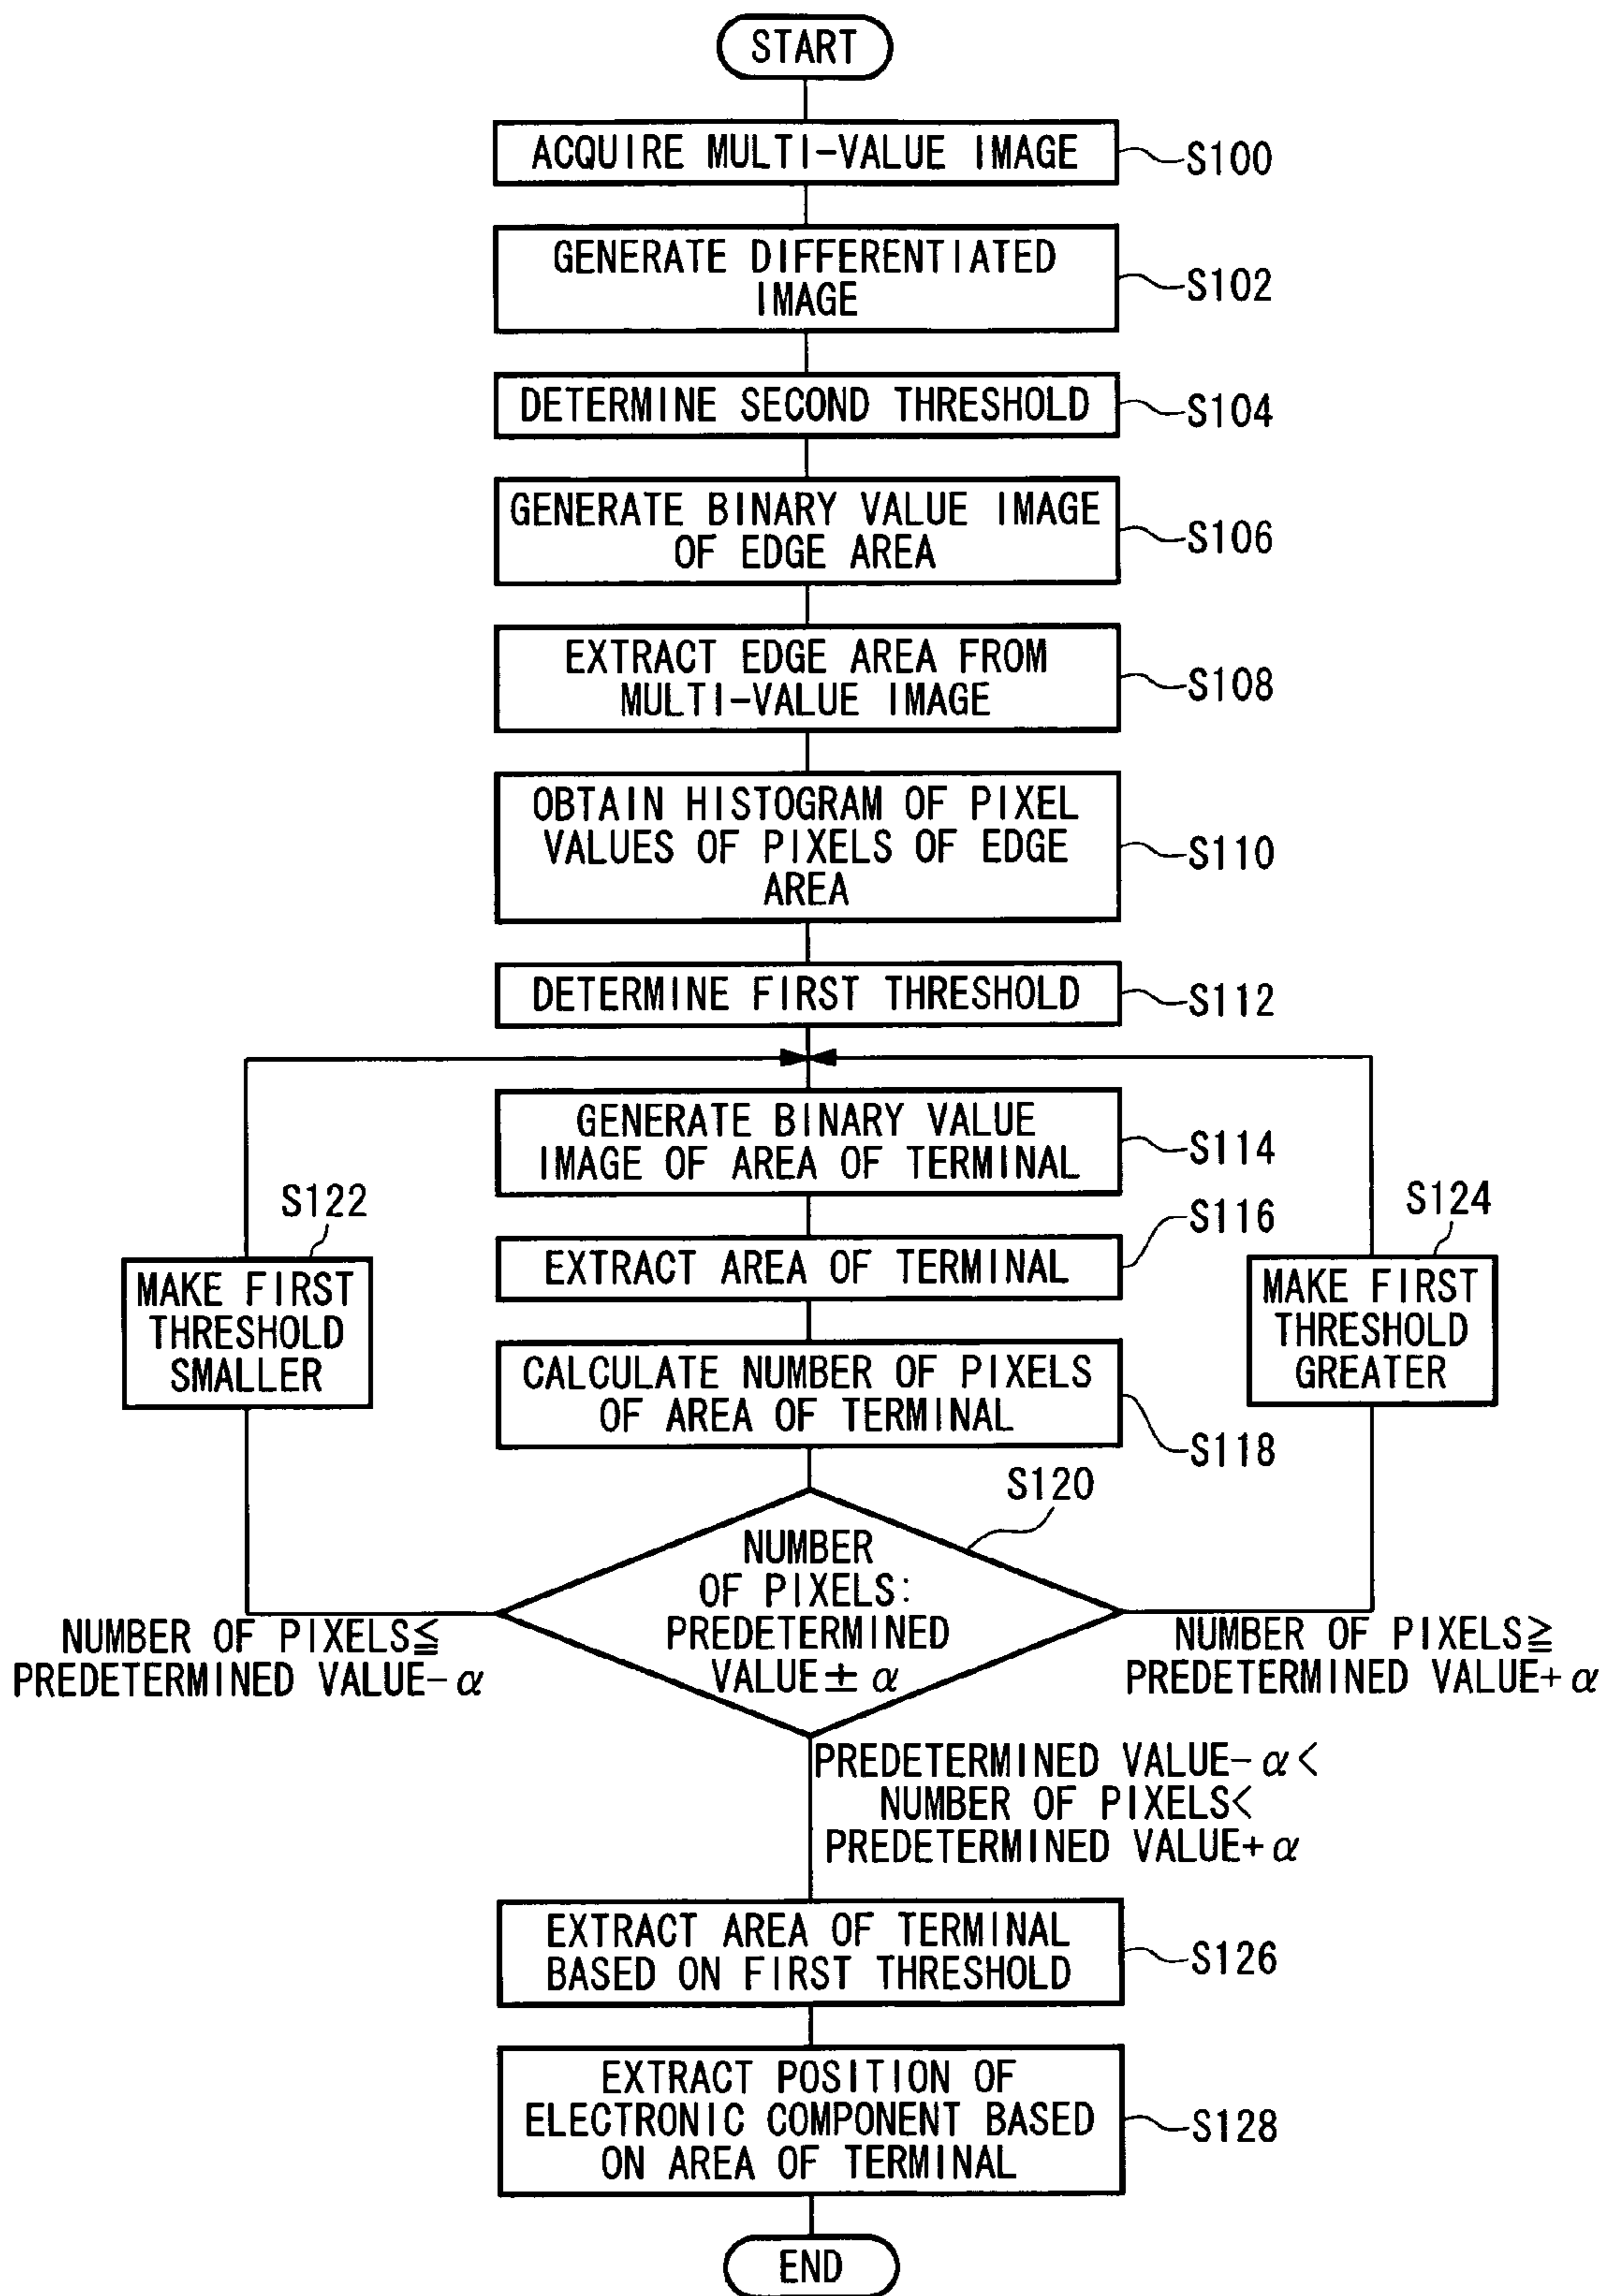 START
ACQUIRE MULTI-VALUE IMAGE
S100
GENERATE DIFFERENTIATED
IMAGE
S102
DETERMINE SECOND THRESHOLD
S104
GENERATE BINARY VALUE IMAGE
OF EDGE AREA
S106
EXTRACT EDGE AREA FROM
MULTI-VALUE IMAGE
S108
OBTAIN HISTOGRAM OF PIXEL
VALUES OF PIXELS OF EDGE
AREA
S110
DETERMINE FIRST THRESHOLD
S112
GENERATE BINARY VALUE
IMAGE OF AREA OF TERMINAL
S114
EXTRACT AREA OF TERMINAL
S116
CALCULATE NUMBER OF PIXELS
OF AREA OF TERMINAL
S118
S122
MAKE FIRST
THRESHOLD
SMALLER
S124
MAKE FIRST
THRESHOLD
GREATER
S120
NUMBER
OF PIXELS:
PREDETERMINED
VALUE±α
NUMBER OF PIXELS≦
PREDETERMINED VALUE-α
NUMBER OF PIXELS≧
PREDETERMINED VALUE+α
PREDETERMINED VALUE-α<
NUMBER OF PIXELS<
PREDETERMINED VALUE+α
EXTRACT AREA OF TERMINAL
BASED ON FIRST THRESHOLD
S126
EXTRACT POSITION OF
ELECTRONIC COMPONENT BASED
ON AREA OF TERMINAL
S128
END